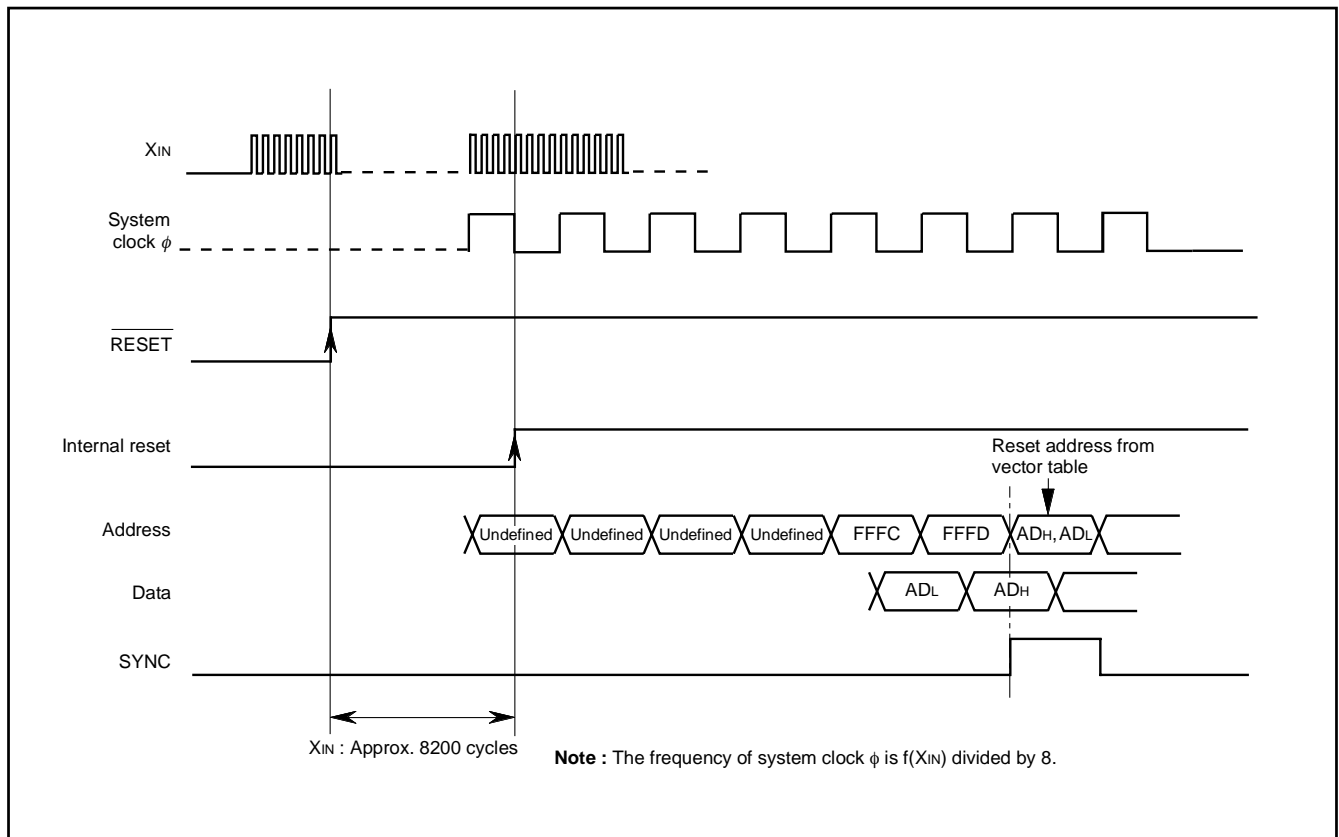 XIN
System
clock ϕ
RESET
Internal reset
Reset address from
vector table
Address
Undefined Undefined Undefined Undefined FFFC FFFD ADH, ADL
Data
ADL ADH
SYNC
XIN : Approx. 8200 cycles
Note : The frequency of system clock ϕ is f(XIN) divided by 8.